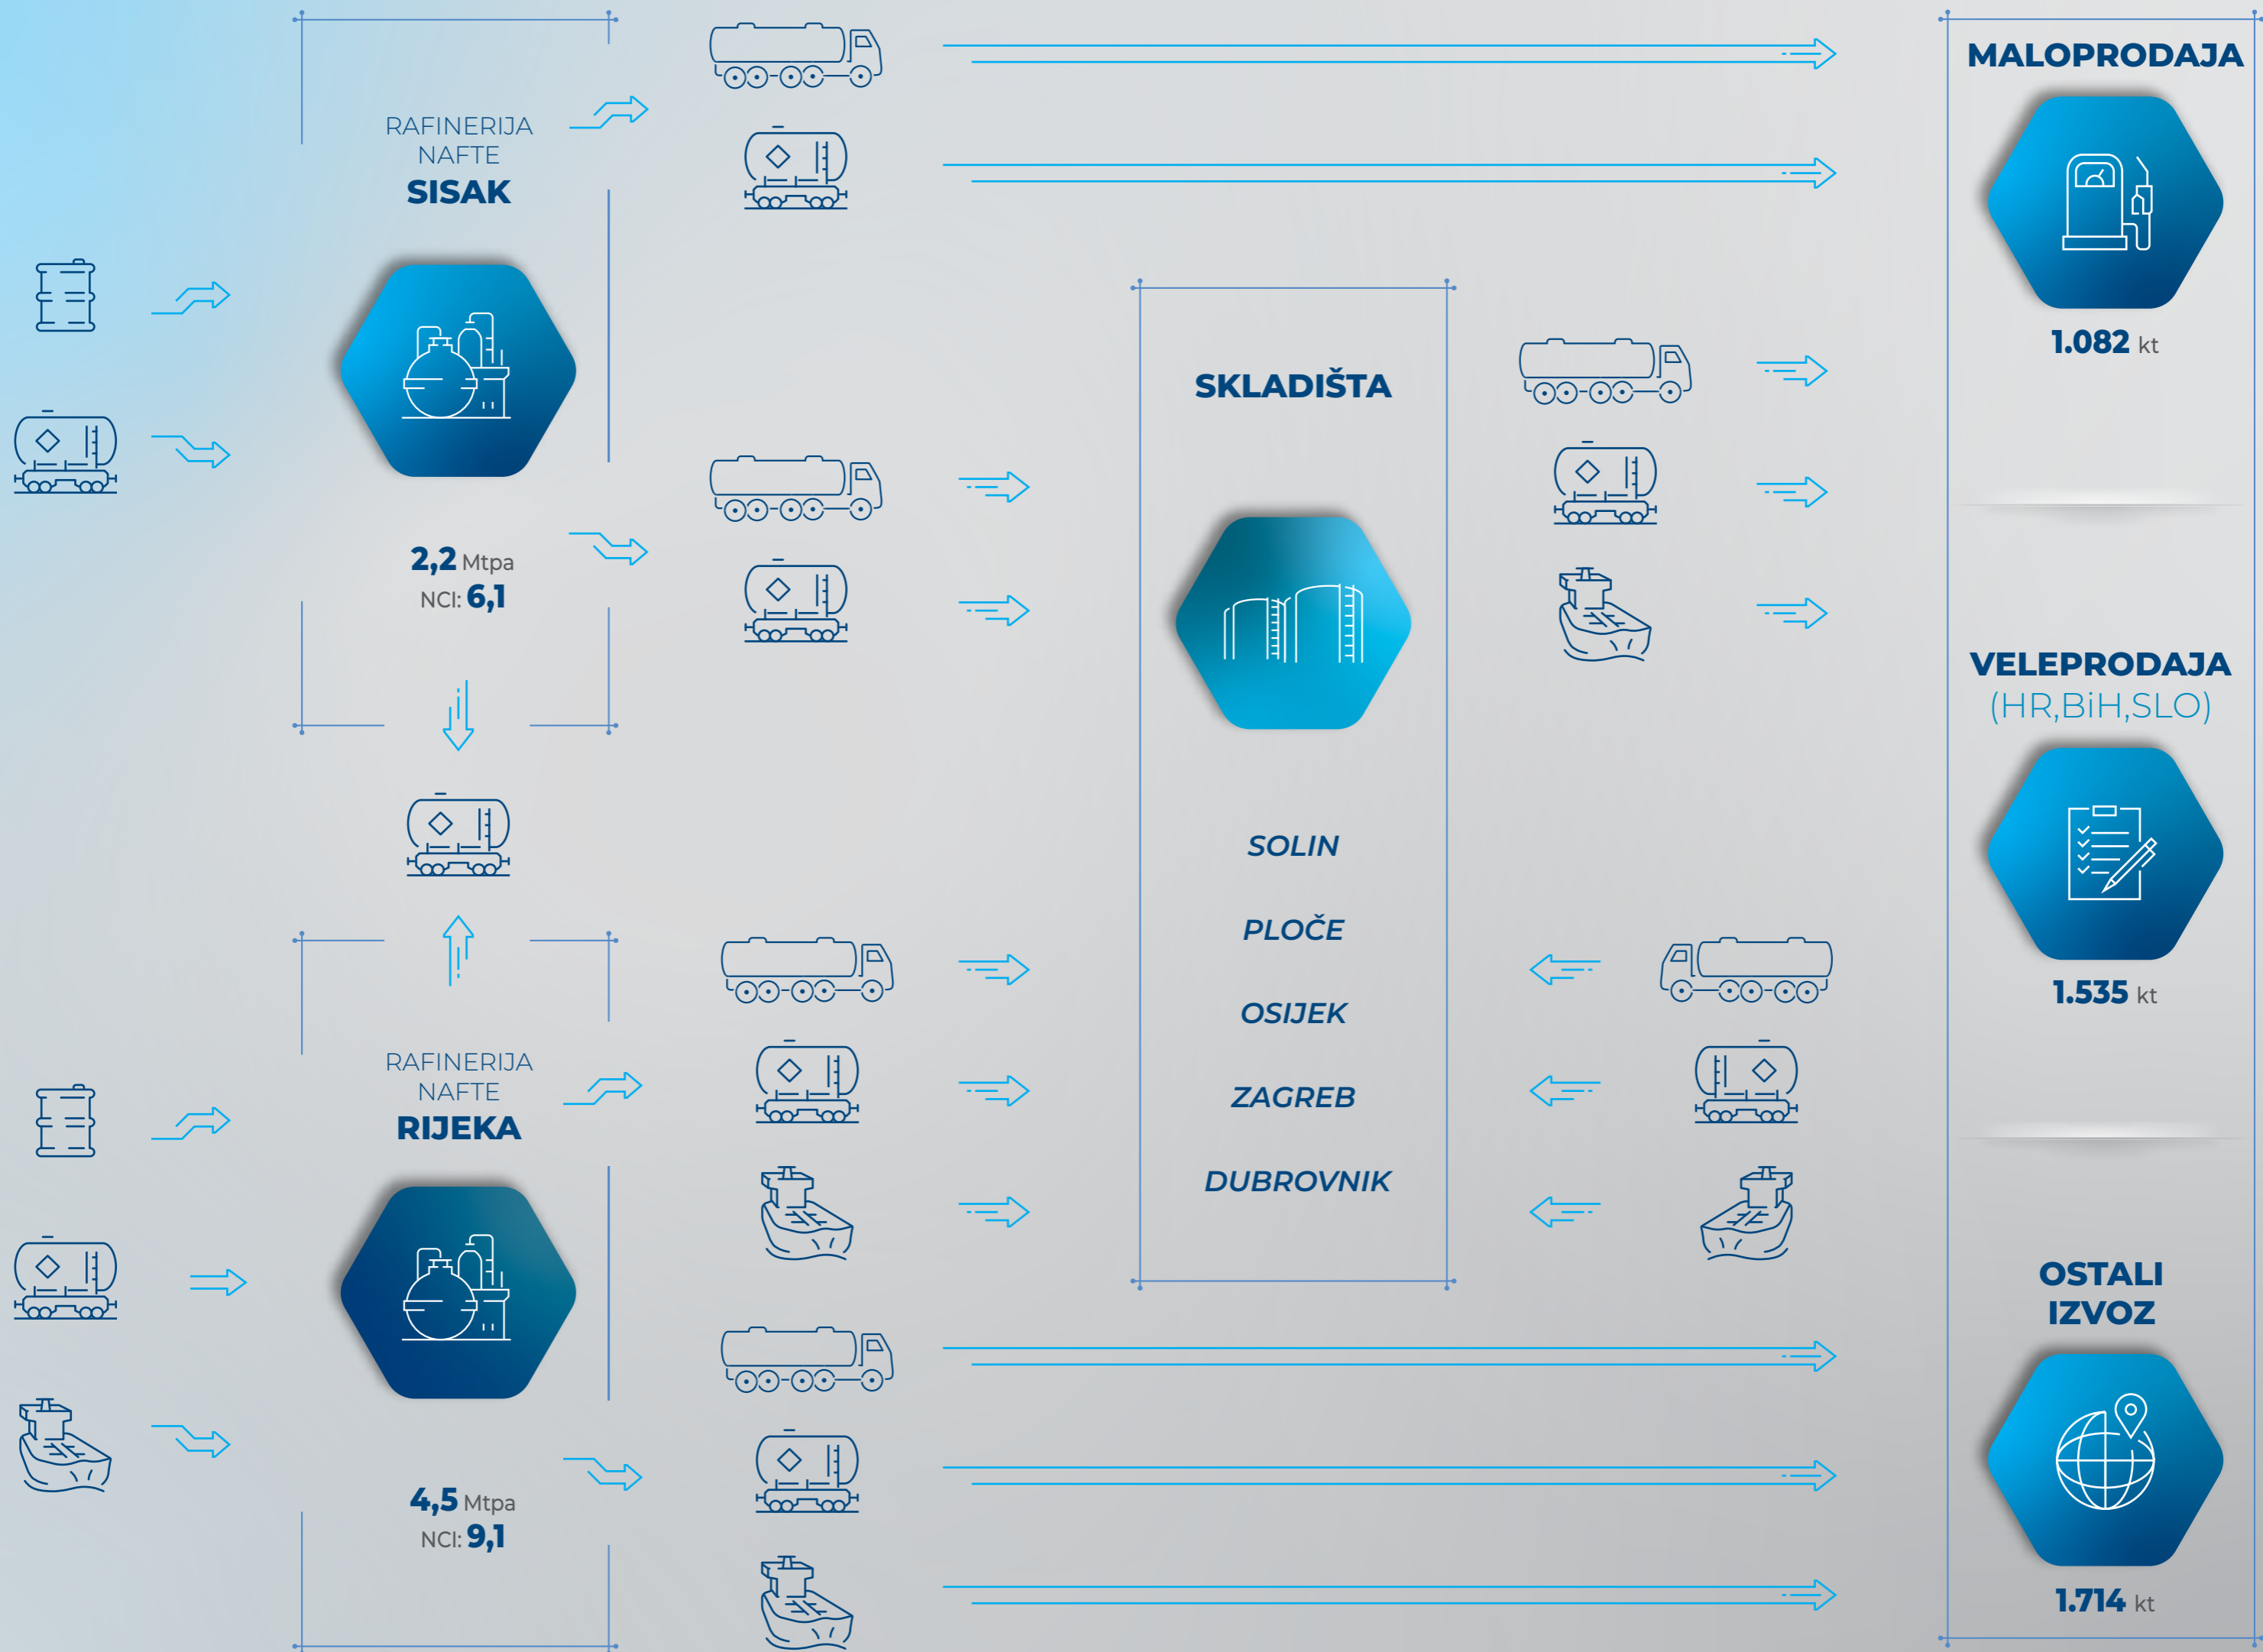 RAFINERIJA
NAFTE
SISAK
2,2 Mtpa
NCI: 6,1
RAFINERIJA
NAFTE
RIJEKA
4,5 Mtpa
NCI: 9,1
SKLADIŠTA
SOLIN
PLOČE
OSIJEK
ZAGREB
DUBROVNIK
MALOPRODAJA
1.082 kt
VELEPRODAJA
(HR,BiH,SLO)
1.535 kt
OSTALI
IZVOZ
1.714 kt